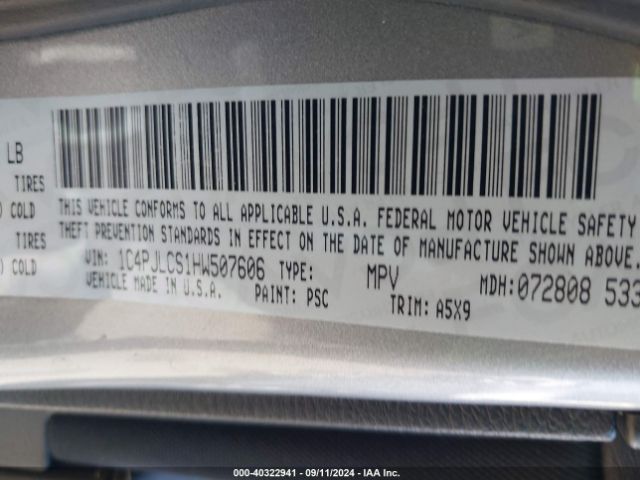 LB
TIRES
) COLD
TIRES
) COLD
THIS VEHICLE CONFORMS TO ALL APPLICABLE U.S.A. FEDERAL MOTOR VEHICLE SAFETY
THEFT PREVENTION STANDARDS IN EFFECT ON THE DATE OF MANUFACTURE SHOWN ABOVE.
VIN: 1C4PJLCS1HW507606 TYPE: MPV MDH: 072808 533
VEHICLE MADE IN U.S.A. PAINT: PSC TRIM: A5X9
000-40322941 - 09/11/2024 - IAA Inc.